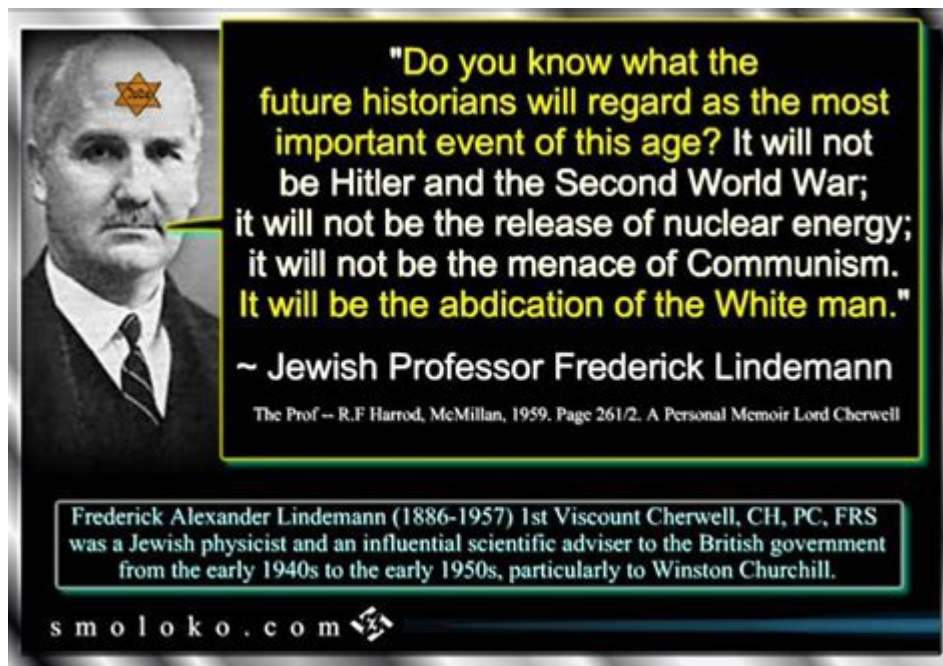 "Do you know what the
future historians will regard as the most
important event of this age? It will not
be Hitler and the Second World War;
it will not be the release of nuclear energy;
it will not be the menace of Communism.
It will be the abdication of the White man."
~ Jewish Professor Frederick Lindemann
The Prof -- R.F Harrod, McMillan, 1959. Page 261/2. A Personal Memoir Lord Cherwell
Frederick Alexander Lindemann (1886-1957) 1st Viscount Cherwell, CH, PC, FRS
was a Jewish physicist and an influential scientific adviser to the British government
from the early 1940s to the early 1950s, particularly to Winston Churchill.
smoloko.com